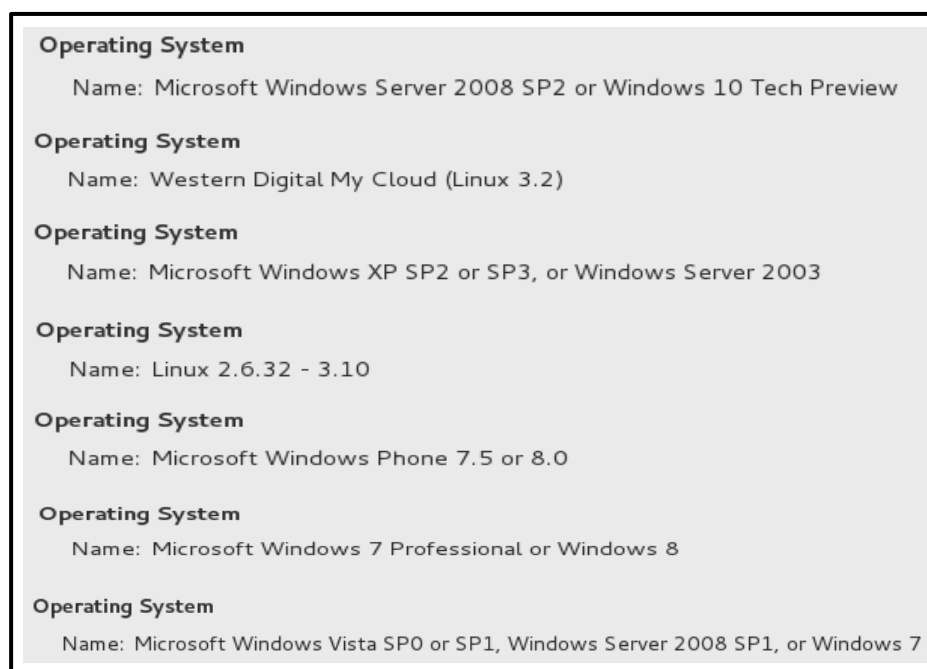 Operating System
Name: Microsoft Windows Server 2008 SP2 or Windows 10 Tech Preview
Operating System
Name: Western Digital My Cloud (Linux 3.2)
Operating System
Name: Microsoft Windows XP SP2 or SP3, or Windows Server 2003
Operating System
Name: Linux 2.6.32 - 3.10
Operating System
Name: Microsoft Windows Phone 7.5 or 8.0
Operating System
Name: Microsoft Windows 7 Professional or Windows 8
Operating System
Name: Microsoft Windows Vista SP0 or SP1, Windows Server 2008 SP1, or Windows 7